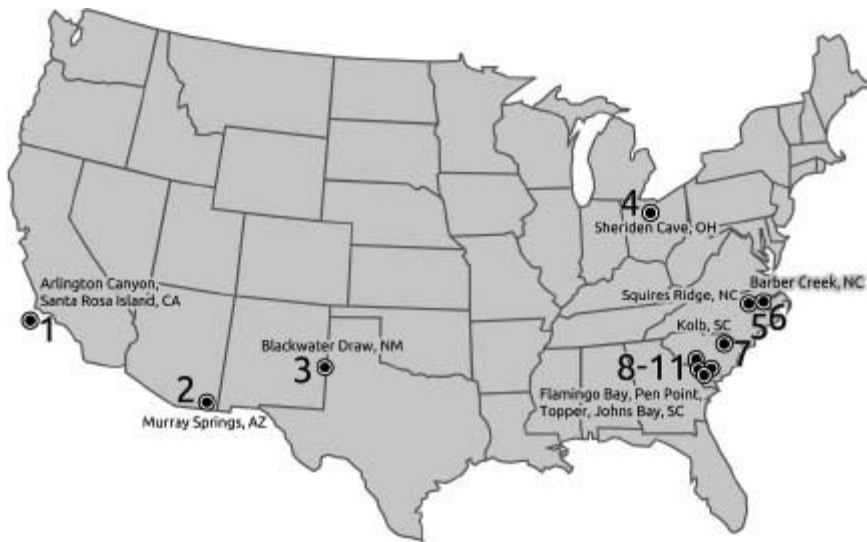 4
Sheriden Cave, OH
Arlington Canyon,
Santa Rosa Island, CA
1
Barber Creek, NC
Squires Ridge, NC
5
6
Kolb, SC
7
Blackwater Draw, NM
3
8-11
Flamingo Bay, Pen Point,
Topper, Johns Bay, SC
2
Murray Springs, AZ